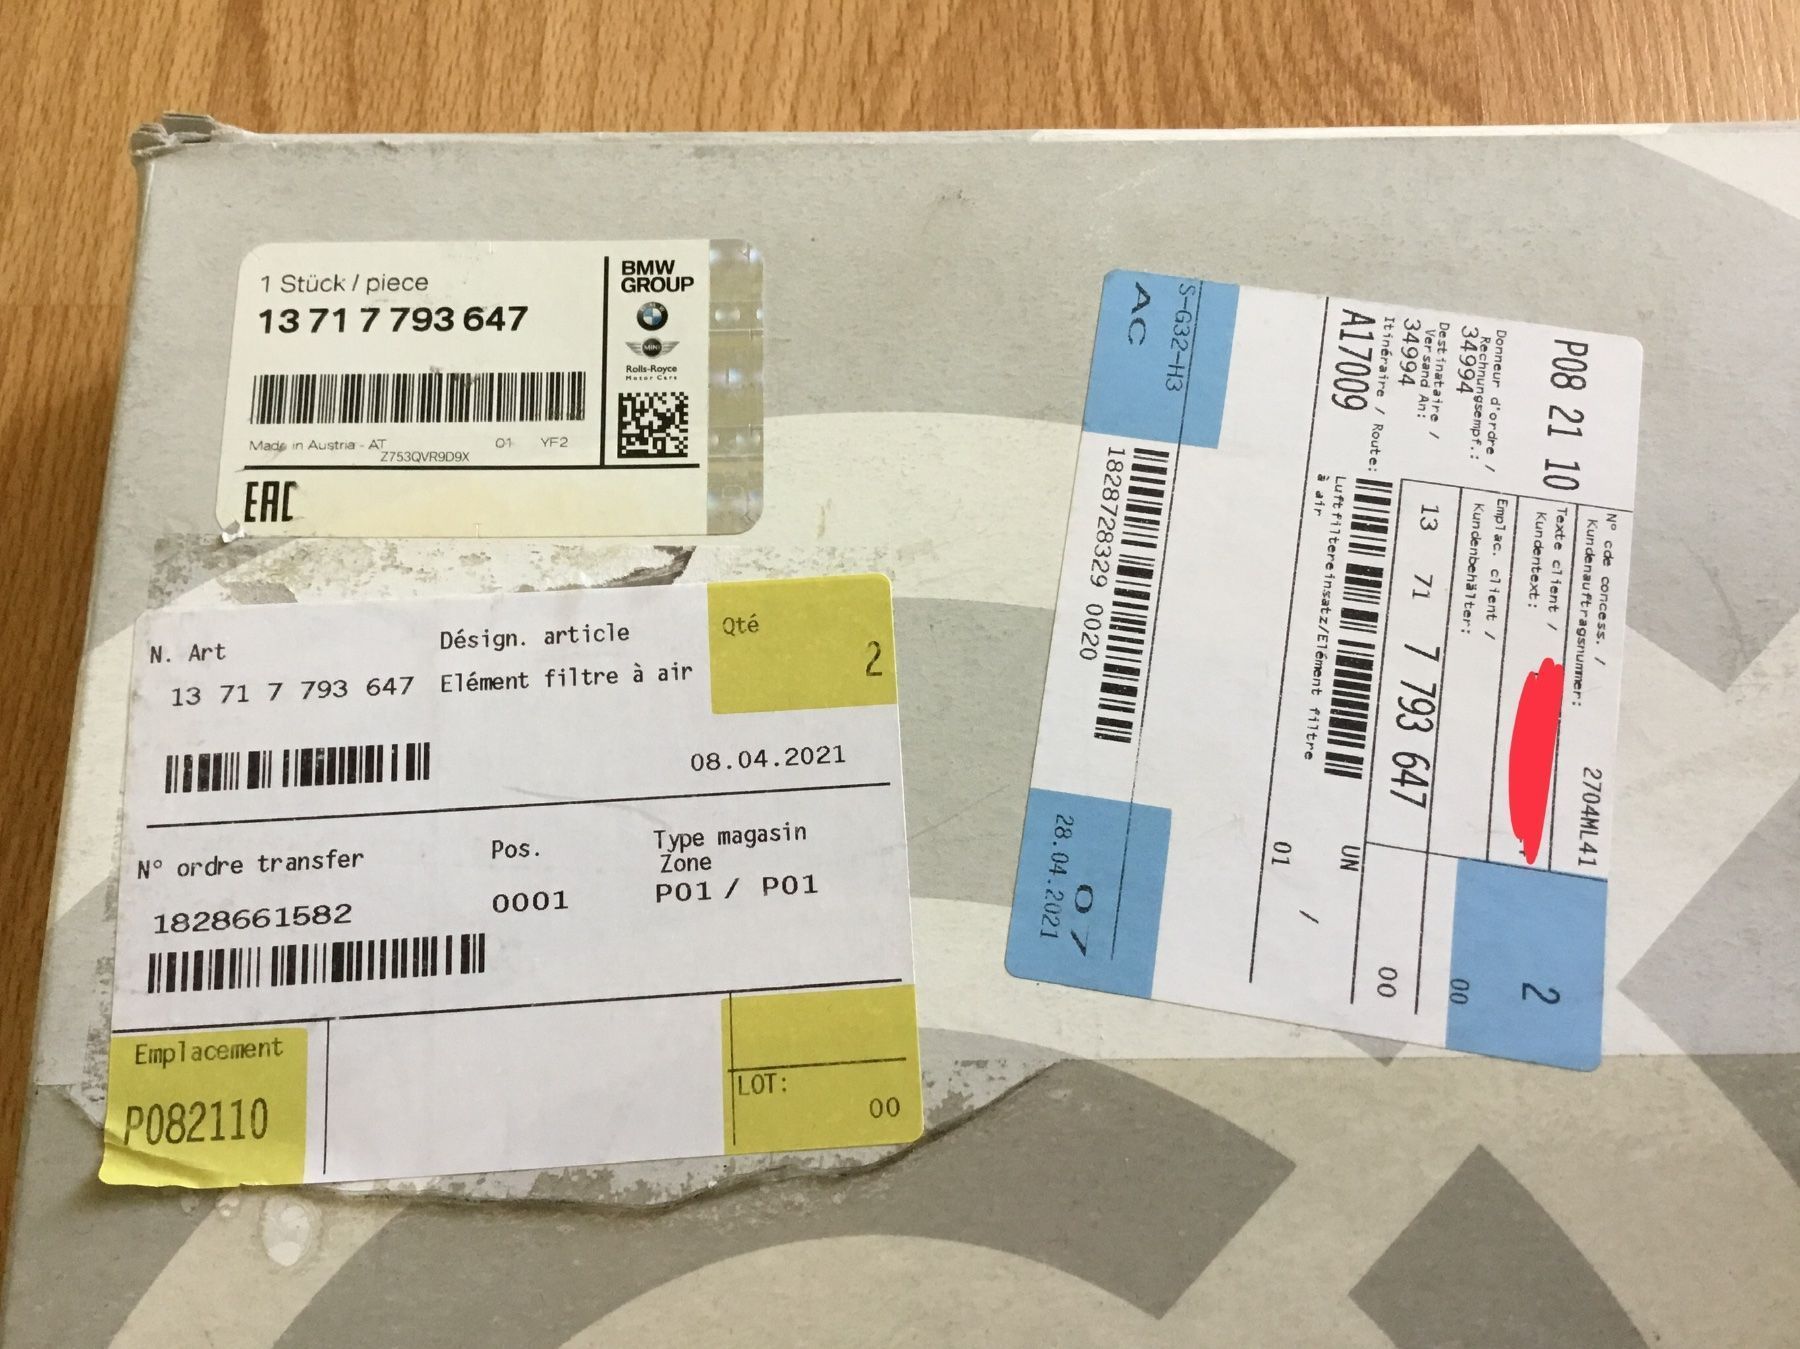 1 Stück / piece
13 71 7 793 647
BMW
GROUP
MINI
Rolls-Royce
Motor Cars
Made in Austria - AT 01 YF2
Z753QVR9D9X
EAC
N. Art Désign. article Qté
13 71 7 793 647 Elément filtre à air 2
08.04.2021
N° ordre transfer Pos. Type magasin
Zone
1828661582 0001 P01 / P01
Emplacement
P082110
LOT:
00
P08 21 10
N° cde concess. /
Kundenauftragsnummer: 2704ML41
Texte client /
Kundentext:
Donneur d'ordre /
Rechnungsempf.:
34994
Emplac. client /
Kundenbehälter:
2
00
Destinataire /
Versand An:
34994
13 71 7 793 647
UN 00
Itinéraire / Route:
A17009
Luftfiltereinsatz/Elément filtre
à air
01 /
S-G32-H3
AC
1828728329 0020
07
28.04.2021